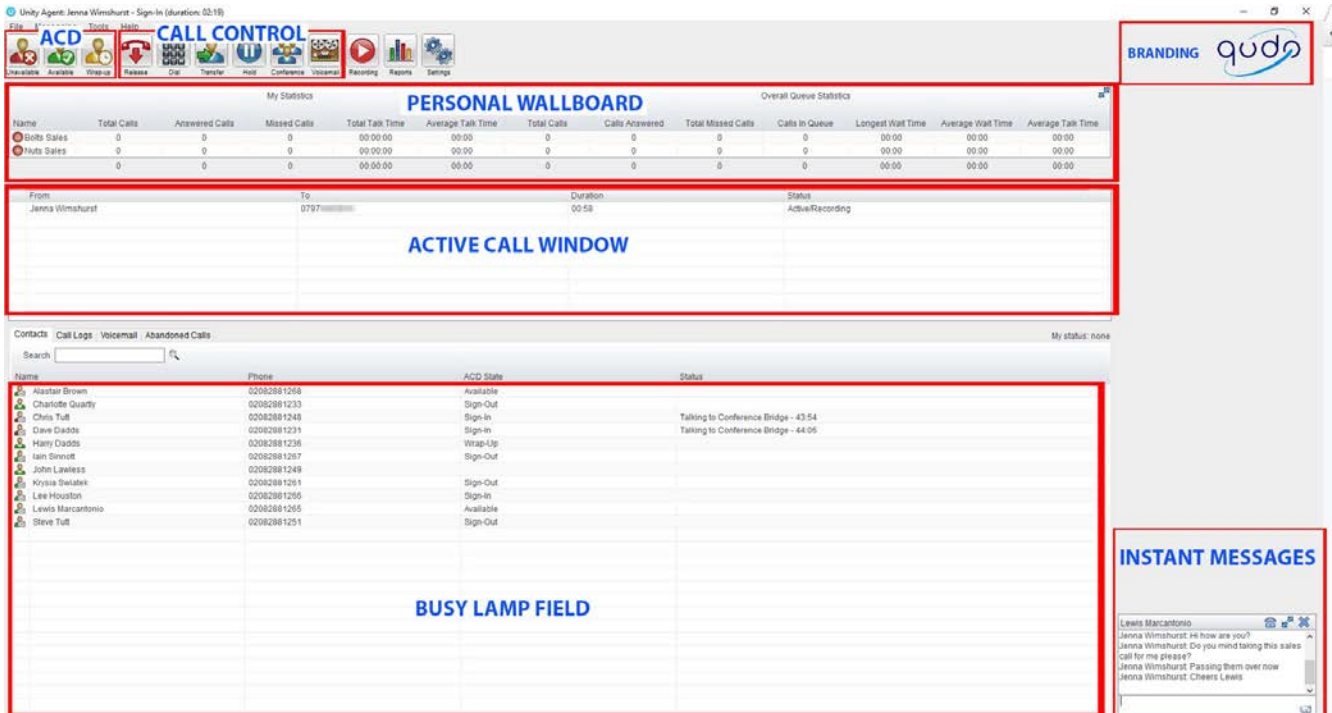 Unity Agent: Jenna Wimshurst - Sign-In (duration: 02:19)
File Tools Help
ACD CALL CONTROL
Unavailable Available Wrap-up Release Dial Transfer Hold Conference Voicemail Recording Reports Settings
BRANDING qudo
My Statistics Overall Queue Statistics
PERSONAL WALLBOARD
Name Total Calls Answered Calls Missed Calls Total Talk Time Average Talk Time Total Calls Calls Answered Total Missed Calls Calls In Queue Longest Wait Time Average Wait Time Average Talk Time
Bolts Sales 0 0 0 00:00:00 00:00 0 0 0 0 00:00 00:00 00:00
Nuts Sales 0 0 0 00:00:00 00:00 0 0 0 0 00:00 00:00 00:00
0 0 0 00:00:00 00:00 0 0 0 0 00:00 00:00 00:00
From To Duration Status
Jenna Wimshurst 0797 00:58 Active/Recording
ACTIVE CALL WINDOW
Contacts Call Logs Voicemail Abandoned Calls My status: none
Search
Name Phone ACD State Status
Alastair Brown 02082881268 Available
Charlotte Quartly 02082881233 Sign-Out
Chris Tutt 02082881248 Sign-In Talking to Conference Bridge - 43:54
Dave Dadds 02082881231 Sign-In Talking to Conference Bridge - 44:06
Harry Dadds 02082881236 Wrap-Up
Iain Sinnott 02082881267 Sign-Out
John Lawless 02082881249
Krysia Swiatek 02082881261 Sign-Out
Lee Houston 02082881266 Sign-In
Lewis Marcantonio 02082881265 Available
Steve Tutt 02082881251 Sign-Out
BUSY LAMP FIELD
INSTANT MESSAGES
Lewis Marcantonio
Jenna Wimshurst: Hi how are you?
Jenna Wimshurst: Do you mind taking this sales
call for me please?
Jenna Wimshurst: Passing them over now
Jenna Wimshurst: Cheers Lewis